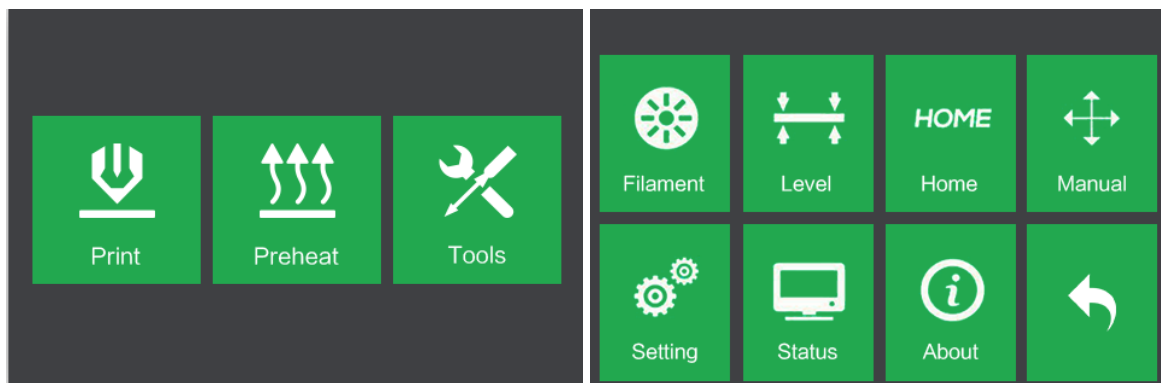 Print
Preheat
Tools
HOME
Filament
Level
Home
Manual
Setting
Status
About